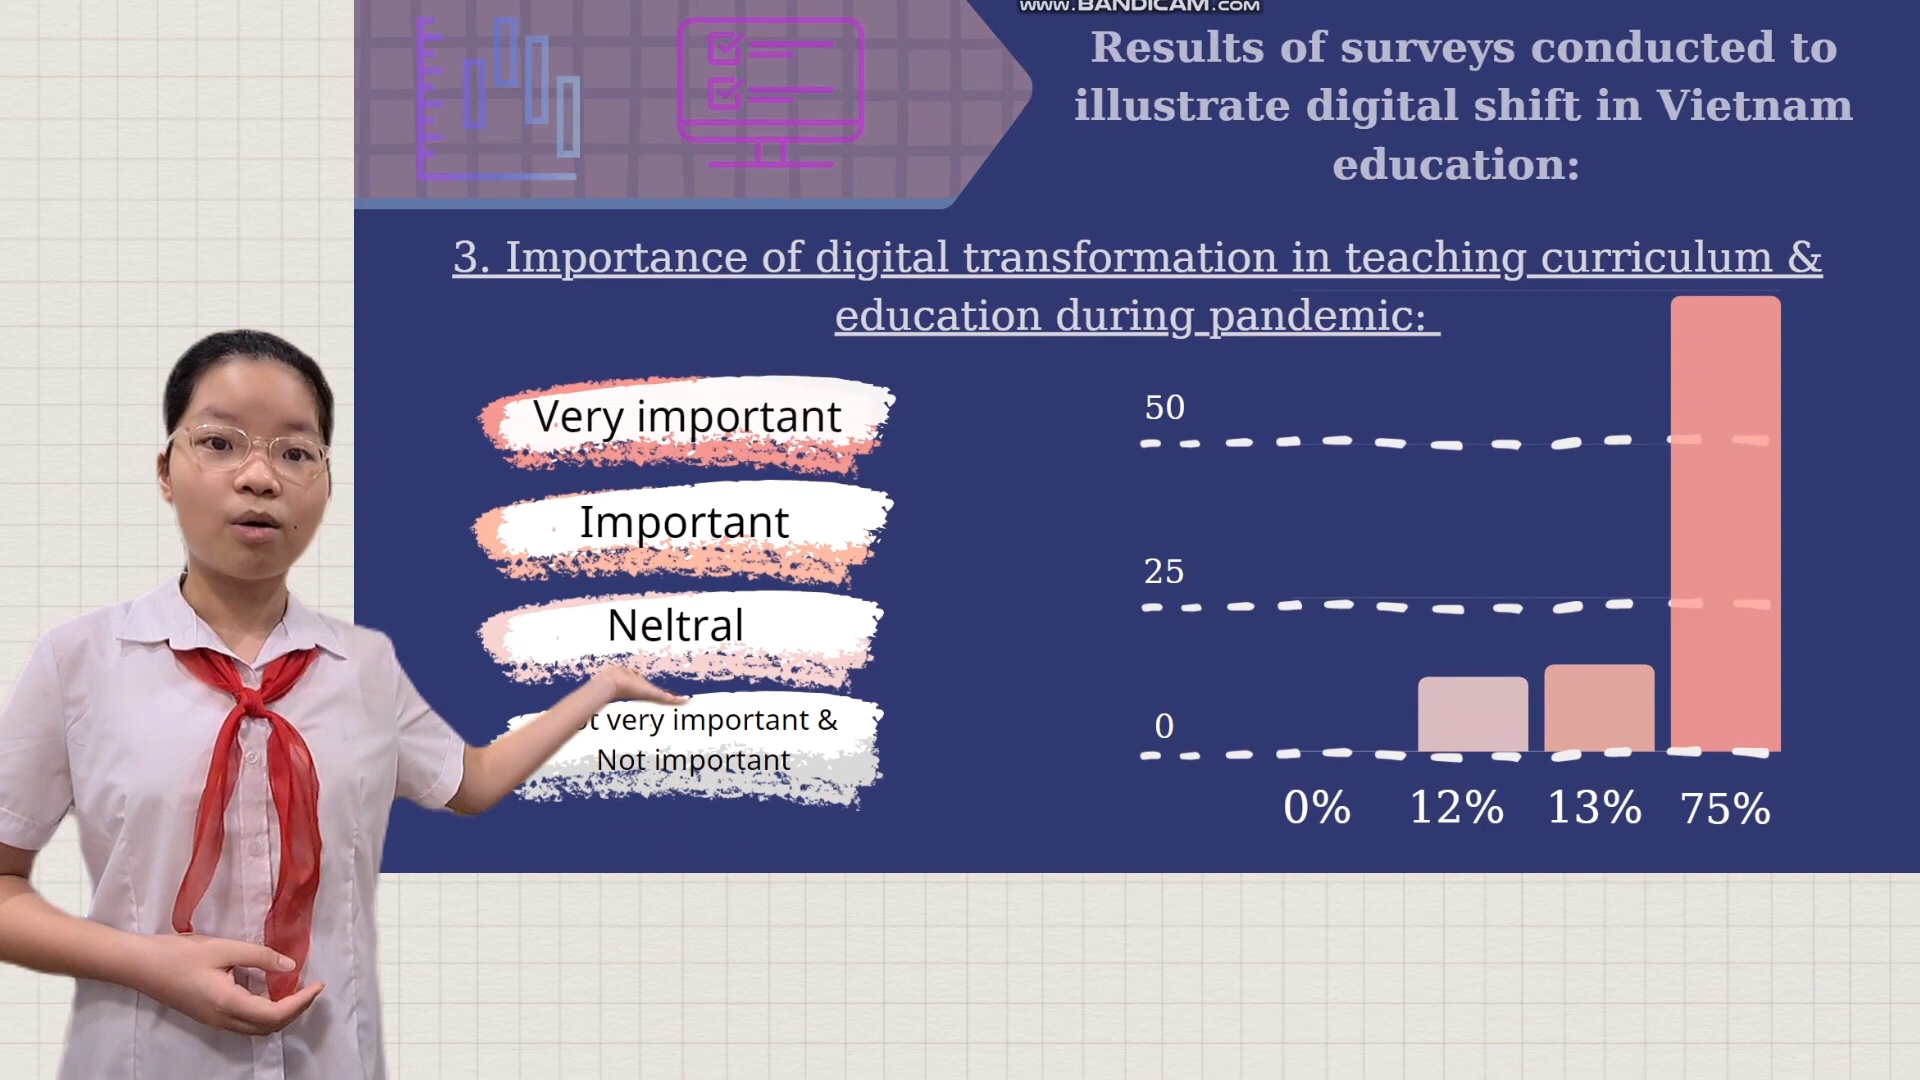 WWW.BANDICAM.COM
Results of surveys conducted to
illustrate digital shift in Vietnam
education:
3. Importance of digital transformation in teaching curriculum &
education during pandemic:
Very important
Important
Neltral
very important &
Not important
50
25
0
0% 12% 13% 75%